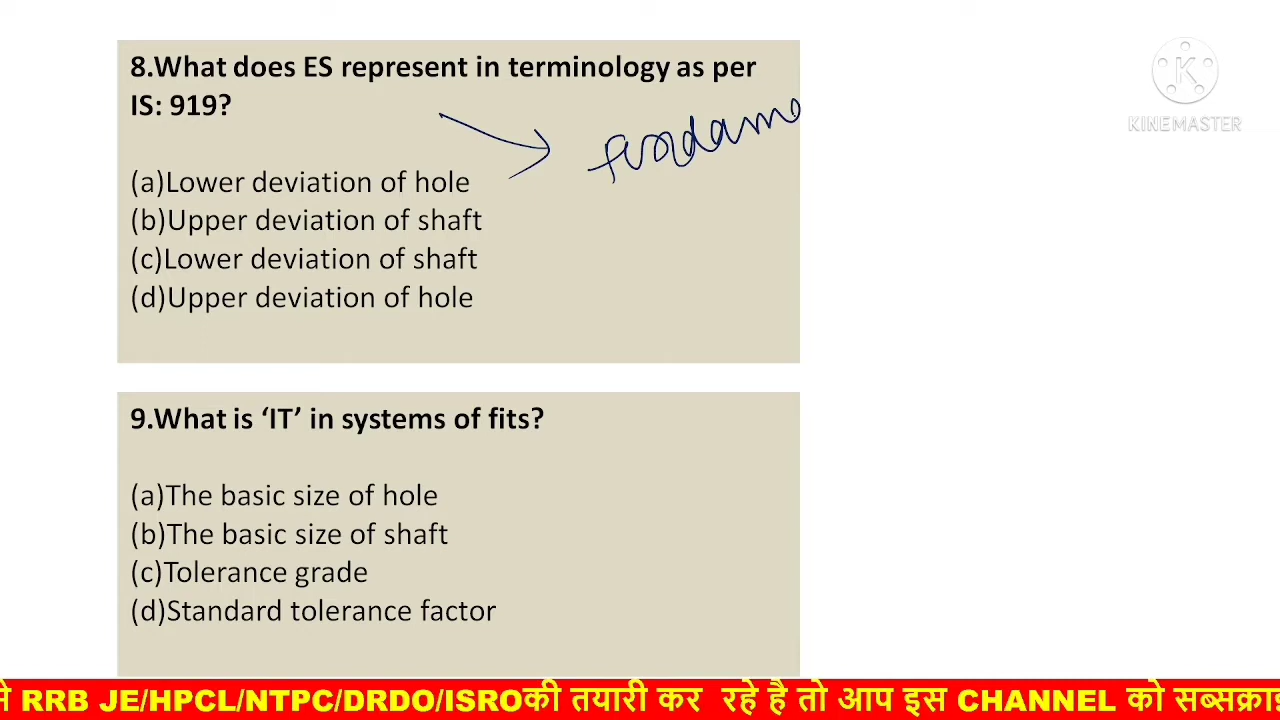 8.What does ES represent in terminology as per
IS: 919?
fundame
(a)Lower deviation of hole
(b)Upper deviation of shaft
(c)Lower deviation of shaft
(d)Upper deviation of hole
9.What is ‘IT’ in systems of fits?
(a)The basic size of hole
(b)The basic size of shaft
(c)Tolerance grade
(d)Standard tolerance factor
K
KINEMASTER
से RRB JE/HPCL/NTPC/DRDO/ISROकी तयारी कर रहे है तो आप इस CHANNEL को सब्सक्राइ